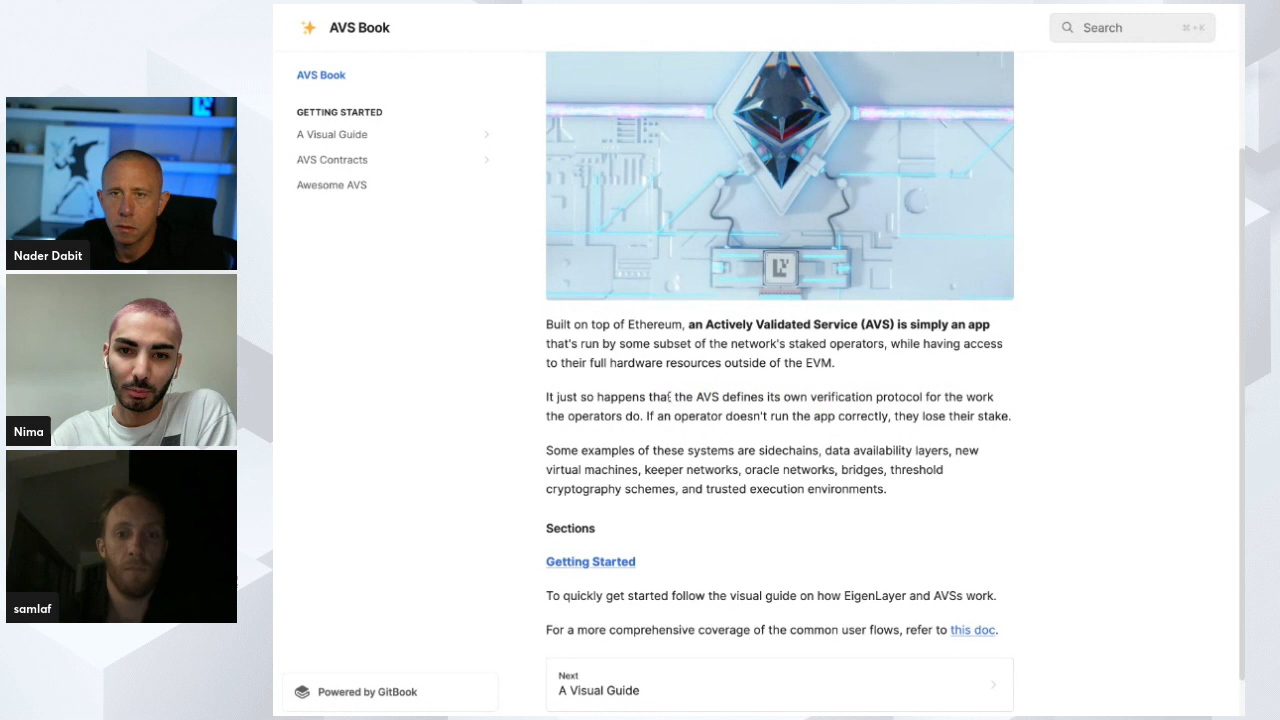 AVS Book
Search
⌘+K
AVS Book
GETTING STARTED
A Visual Guide
AVS Contracts
Awesome AVS
Built on top of Ethereum, an Actively Validated Service (AVS) is simply an app
that's run by some subset of the network's staked operators, while having access
to their full hardware resources outside of the EVM.
It just so happens that the AVS defines its own verification protocol for the work
the operators do. If an operator doesn't run the app correctly, they lose their stake.
Some examples of these systems are sidechains, data availability layers, new
virtual machines, keeper networks, oracle networks, bridges, threshold
cryptography schemes, and trusted execution environments.
Sections
Getting Started
To quickly get started follow the visual guide on how EigenLayer and AVSs work.
For a more comprehensive coverage of the common user flows, refer to this doc.
Next
A Visual Guide
Powered by GitBook
Nader Dabit
Nima
samlaf